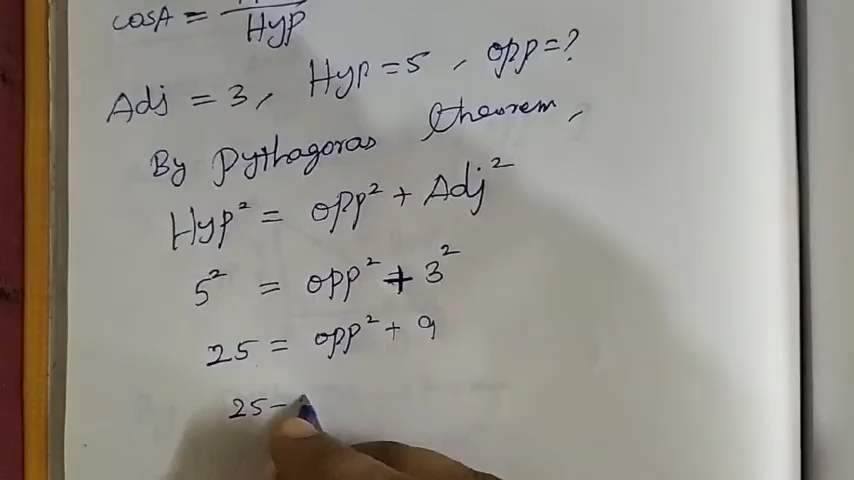 cosA =
Hyp
Adj = 3, Hyp = 5, opp = ?
By pythagoras theorem,
Hyp² = opp² + Adj²
5² = opp² + 3²
25 = opp² + 9
25 -